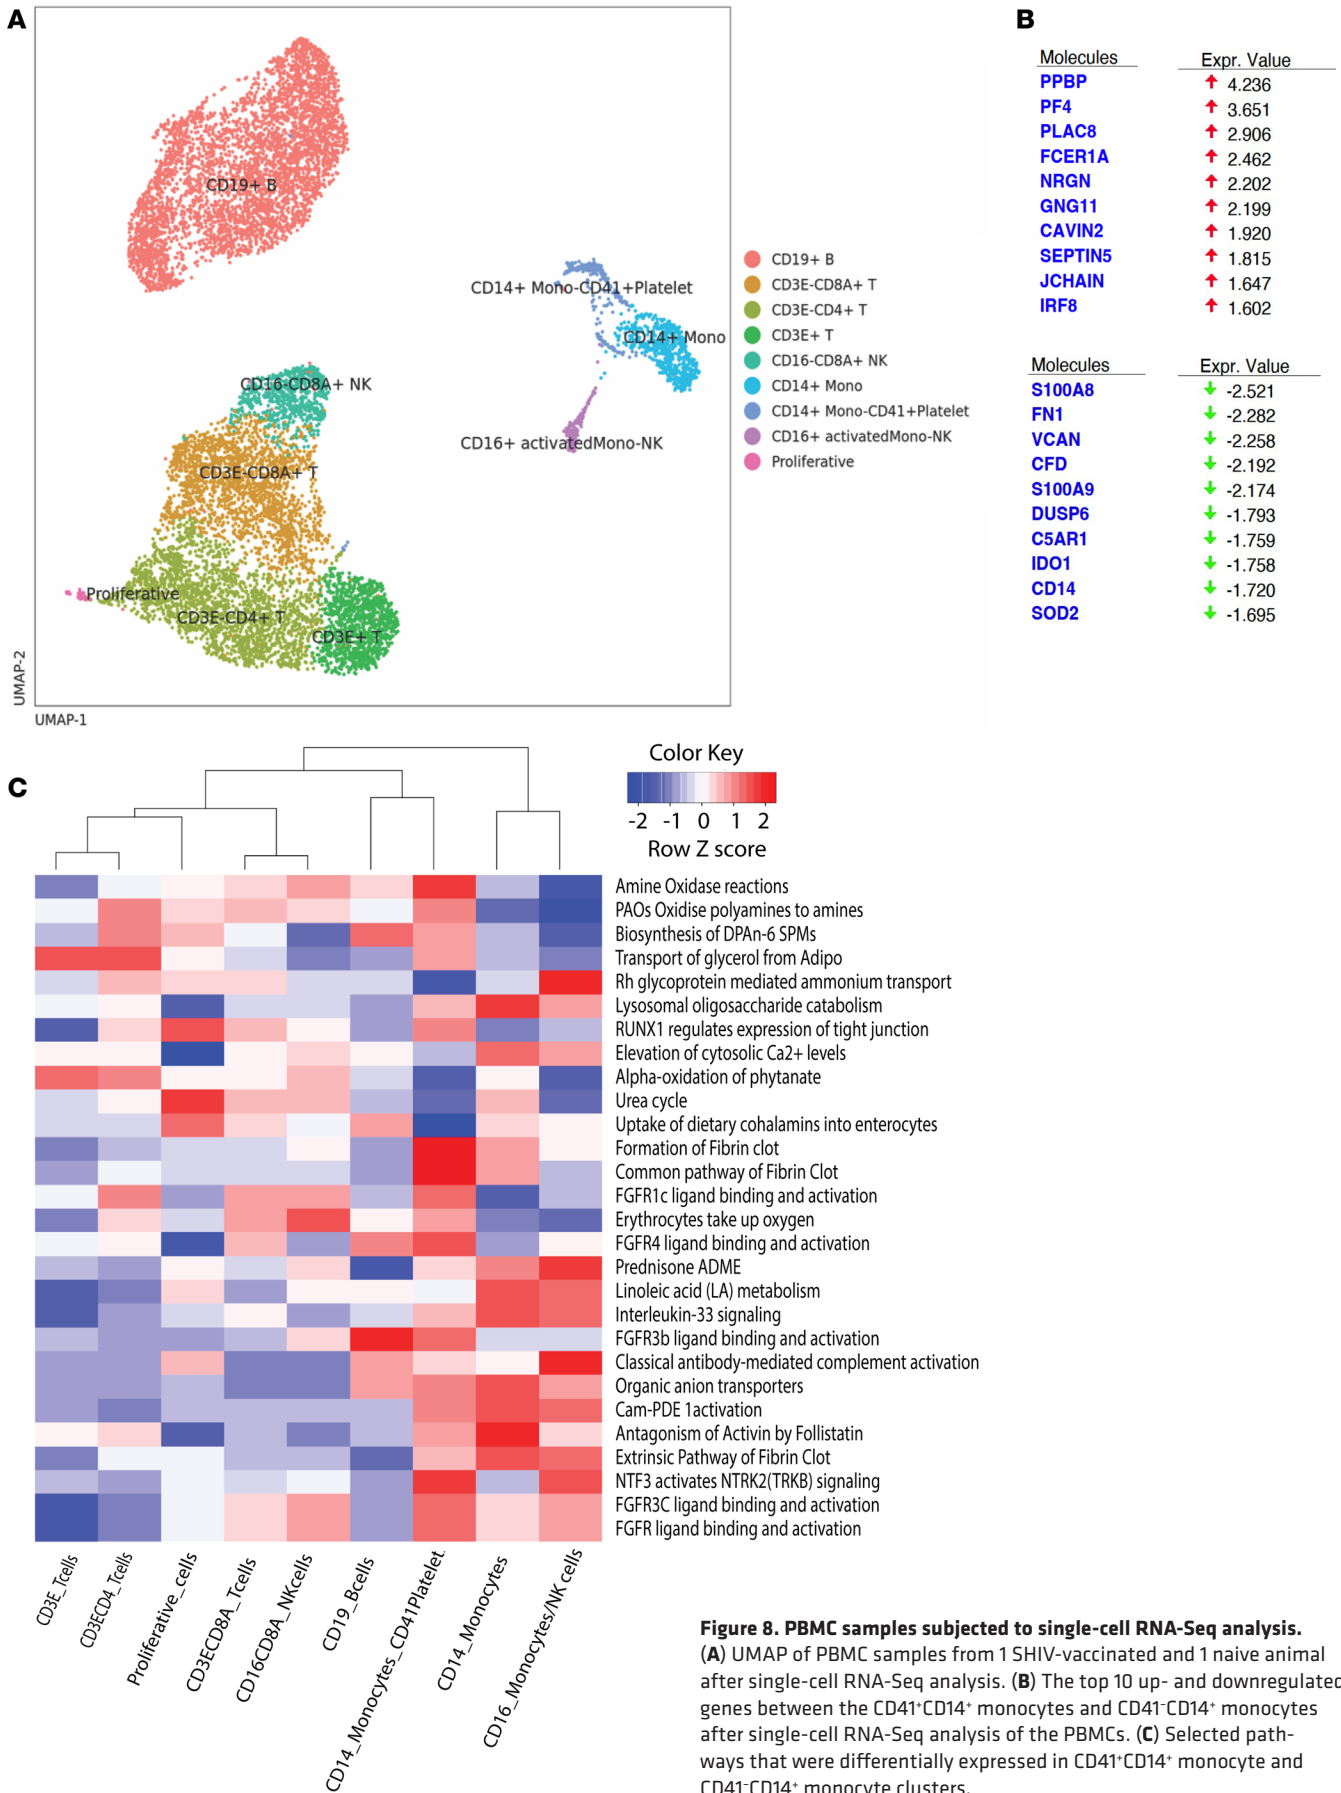 A
CD19+ B
CD14+ Mono-CD41+Platelet
CD14+ Mono
CD16-CD8A+ NK
CD16+ activatedMono-NK
CD3E-CD8A+ T
Proliferative
CD3E-CD4+ T
CD3E+ T
UMAP-2
UMAP-1
CD19+ B
CD3E-CD8A+ T
CD3E-CD4+ T
CD3E+ T
CD16-CD8A+ NK
CD14+ Mono
CD14+ Mono-CD41+Platelet
CD16+ activatedMono-NK
Proliferative
B
Molecules Expr. Value
PPBP 4.236
PF4 3.651
PLAC8 2.906
FCER1A 2.462
NRGN 2.202
GNG11 2.199
CAVIN2 1.920
SEPTIN5 1.815
JCHAIN 1.647
IRF8 1.602
Molecules Expr. Value
S100A8 -2.521
FN1 -2.282
VCAN -2.258
CFD -2.192
S100A9 -2.174
DUSP6 -1.793
C5AR1 -1.759
IDO1 -1.758
CD14 -1.720
SOD2 -1.695
C
Color Key
-2 -1 0 1 2
Row Z score
Amine Oxidase reactions
PAOs Oxidise polyamines to amines
Biosynthesis of DPAn-6 SPMs
Transport of glycerol from Adipo
Rh glycoprotein mediated ammonium transport
Lysosomal oligosaccharide catabolism
RUNX1 regulates expression of tight junction
Elevation of cytosolic Ca2+ levels
Alpha-oxidation of phytanate
Urea cycle
Uptake of dietary cohalamins into enterocytes
Formation of Fibrin clot
Common pathway of Fibrin Clot
FGFR1c ligand binding and activation
Erythrocytes take up oxygen
FGFR4 ligand binding and activation
Prednisone ADME
Linoleic acid (LA) metabolism
Interleukin-33 signaling
FGFR3b ligand binding and activation
Classical antibody-mediated complement activation
Organic anion transporters
Cam-PDE 1activation
Antagonism of Activin by Follistatin
Extrinsic Pathway of Fibrin Clot
NTF3 activates NTRK2(TRKB) signaling
FGFR3C ligand binding and activation
FGFR ligand binding and activation
CD3E_Tcells
CD3ECD4_Tcells
Proliferative_cells
CD3ECD8A_Tcells
CD16CD8A_NKcells
CD19_Bcells
CD14_Monocytes_CD41Platelet.
CD14_Monocytes
CD16_Monocytes/NK cells
Figure 8. PBMC samples subjected to single-cell RNA-Seq analysis.
(A) UMAP of PBMC samples from 1 SHIV-vaccinated and 1 naive animal
after single-cell RNA-Seq analysis. (B) The top 10 up- and downregulated
genes between the CD41⁺CD14⁺ monocytes and CD41⁻CD14⁺ monocytes
after single-cell RNA-Seq analysis of the PBMCs. (C) Selected path-
ways that were differentially expressed in CD41⁺CD14⁺ monocyte and
CD41⁻CD14⁺ monocyte clusters.